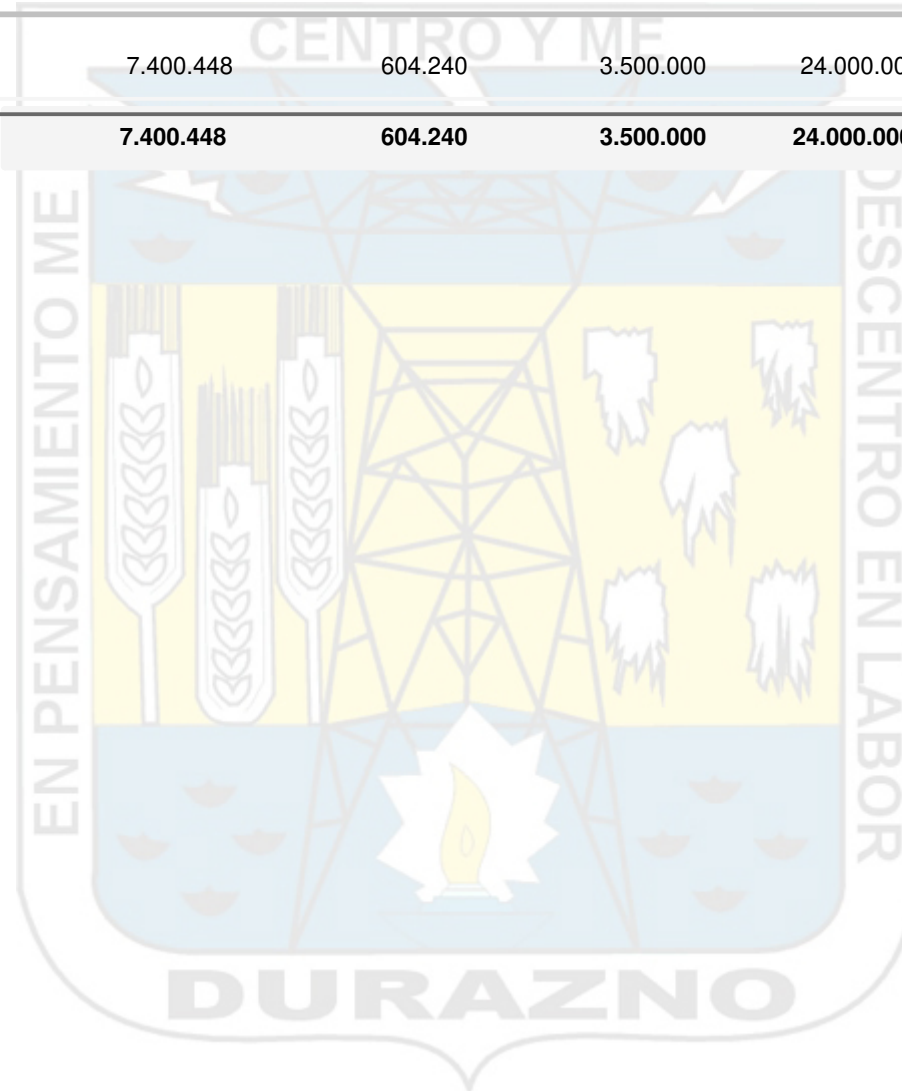 CENTRO Y ME
7.400.448 604.240 3.500.000
7.400.448 604.240 3.500.000
EN PENSAMIENTO ME
DESCENTRO EN LABOR
DURAZNO